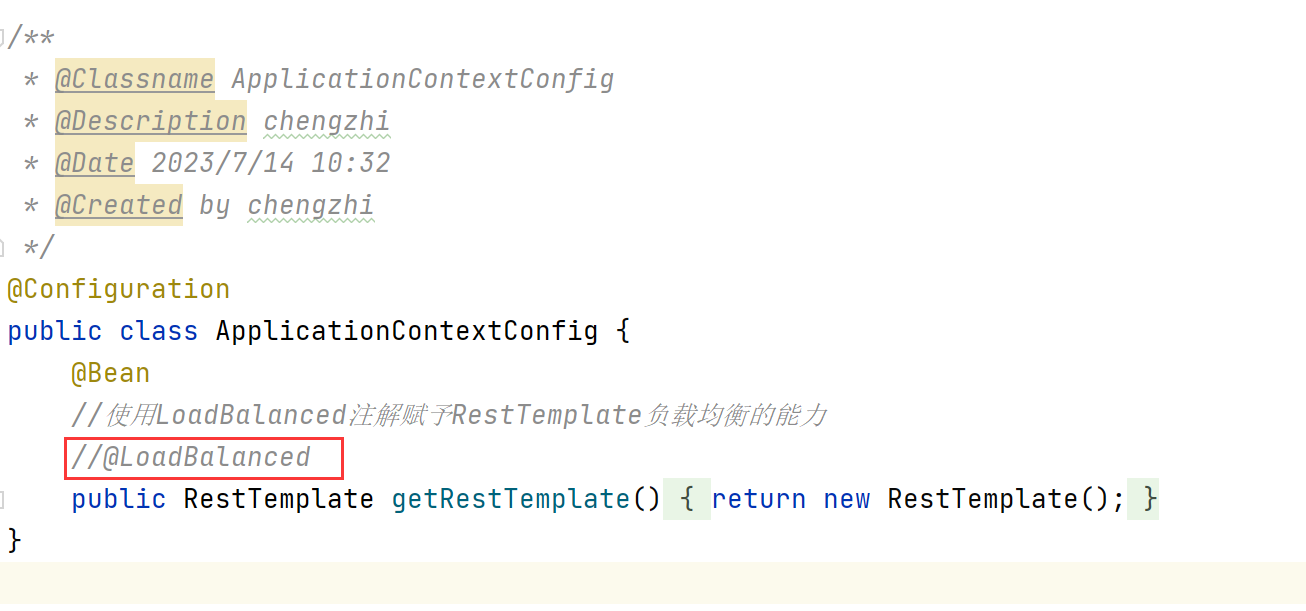 /**
 * @Classname ApplicationContextConfig
 * @Description chengzhi
 * @Date 2023/7/14 10:32
 * @Created by chengzhi
 */
@Configuration
public class ApplicationContextConfig {
    @Bean
    //使用LoadBalanced注解赋予RestTemplate负载均衡的能力
    //@LoadBalanced
    public RestTemplate getRestTemplate() { return new RestTemplate(); }
}